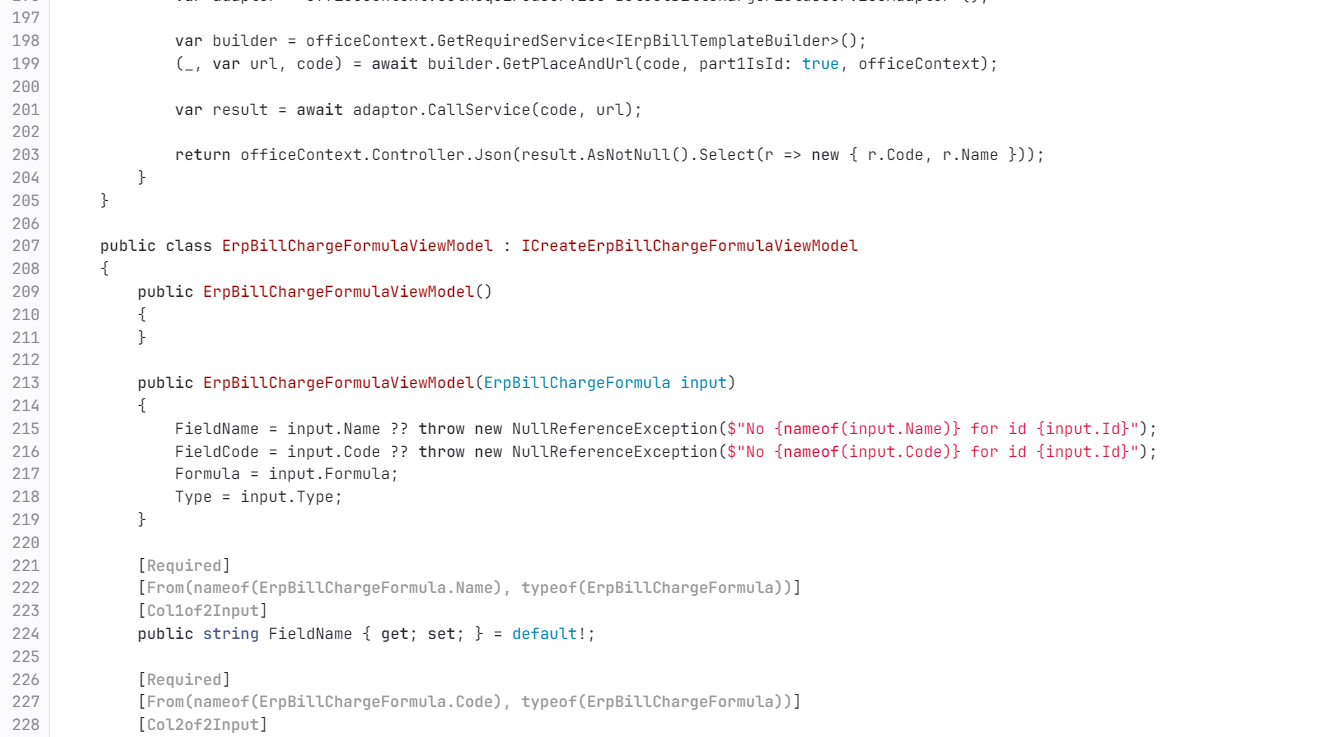 197
198 var builder = officeContext.GetRequiredService<IErpBillTemplateBuilder>();
199 (_, var url, code) = await builder.GetPlaceAndUrl(code, part1IsId: true, officeContext);
200
201 var result = await adaptor.CallService(code, url);
202
203 return officeContext.Controller.Json(result.AsNotNull().Select(r => new { r.Code, r.Name }));
204 }
205 }
206
207 public class ErpBillChargeFormulaViewModel : ICreateErpBillChargeFormulaViewModel
208 {
209 public ErpBillChargeFormulaViewModel()
210 {
211 }
212
213 public ErpBillChargeFormulaViewModel(ErpBillChargeFormula input)
214 {
215 FieldName = input.Name ?? throw new NullReferenceException($"No {nameof(input.Name)} for id {input.Id}");
216 FieldCode = input.Code ?? throw new NullReferenceException($"No {nameof(input.Code)} for id {input.Id}");
217 Formula = input.Formula;
218 Type = input.Type;
219 }
220
221 [Required]
222 [From(nameof(ErpBillChargeFormula.Name), typeof(ErpBillChargeFormula))]
223 [Col1of2Input]
224 public string FieldName { get; set; } = default!;
225
226 [Required]
227 [From(nameof(ErpBillChargeFormula.Code), typeof(ErpBillChargeFormula))]
228 [Col2of2Input]